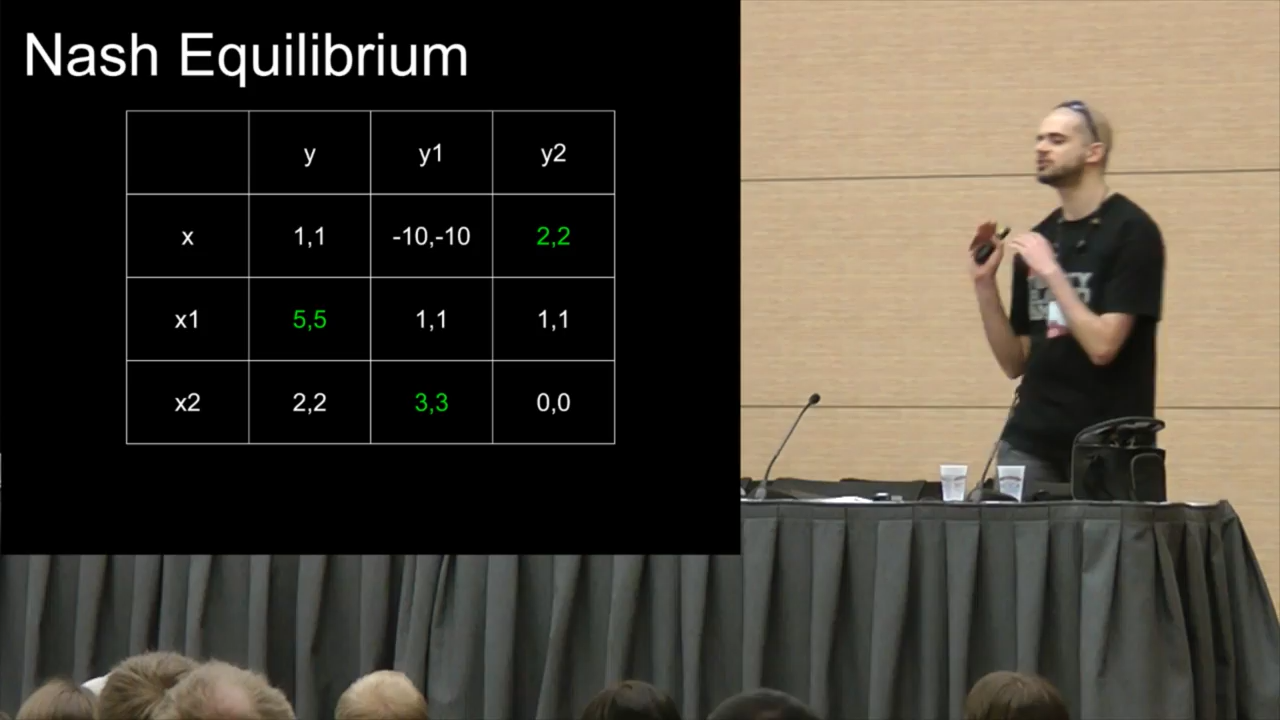 Nash Equilibrium
y y1 y2
x 1,1 -10,-10 2,2
x1 5,5 1,1 1,1
x2 2,2 3,3 0,0